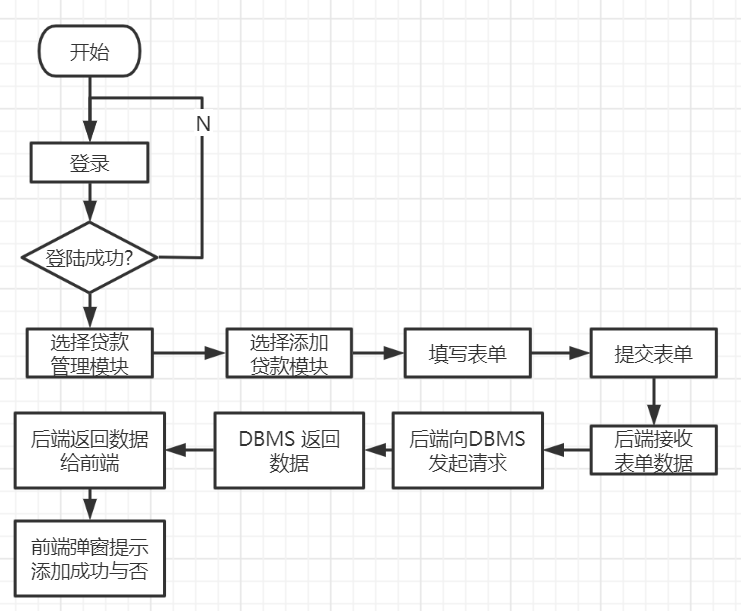 开始
N
登录
登陆成功?
选择贷款
管理模块
选择添加
贷款模块
填写表单
提交表单
后端接收
表单数据
后端向DBMS
发起请求
DBMS 返回
数据
后端返回数据
给前端
前端弹窗提示
添加成功与否